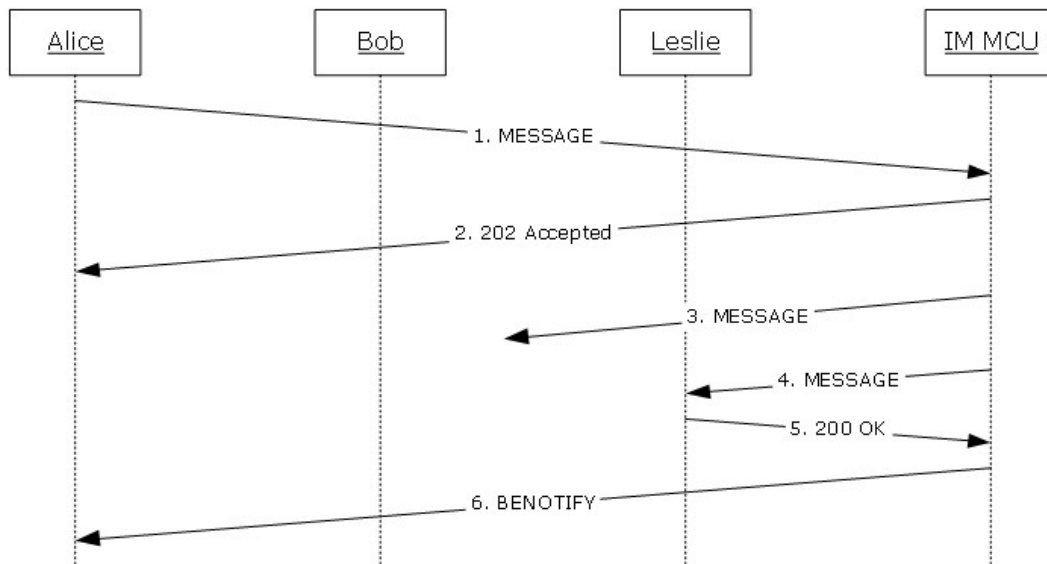 Alice
Bob
Leslie
IM MCU
1. MESSAGE
2. 202 Accepted
3. MESSAGE
4. MESSAGE
5. 200 OK
6. BENOTIFY